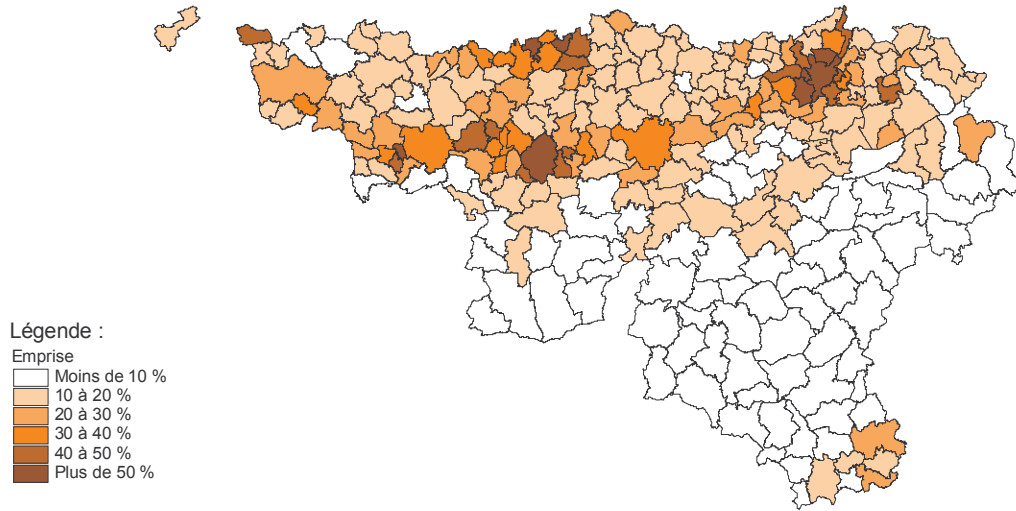 Légende :
Emprise
Moins de 10 %
10 à 20 %
20 à 30 %
30 à 40 %
40 à 50 %
Plus de 50 %